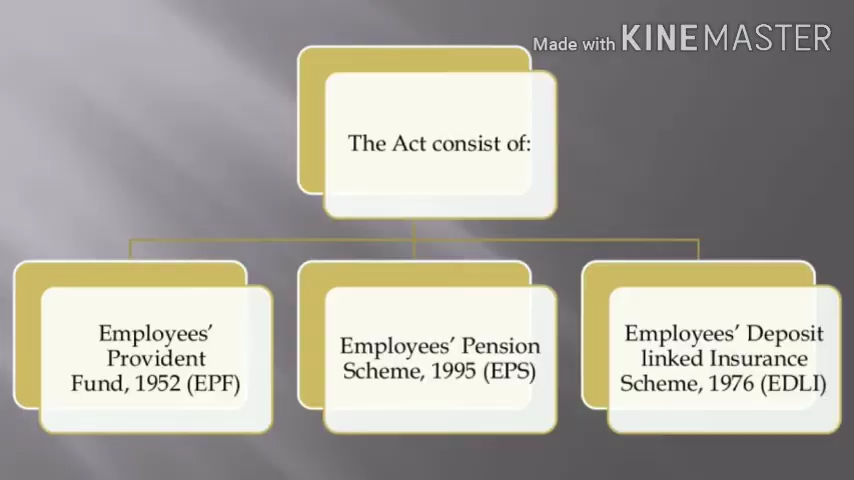 Made with KINEMASTER
The Act consist of:
Employees’
Provident
Fund, 1952 (EPF)
Employees’ Pension
Scheme, 1995 (EPS)
Employees’ Deposit
linked Insurance
Scheme, 1976 (EDLI)